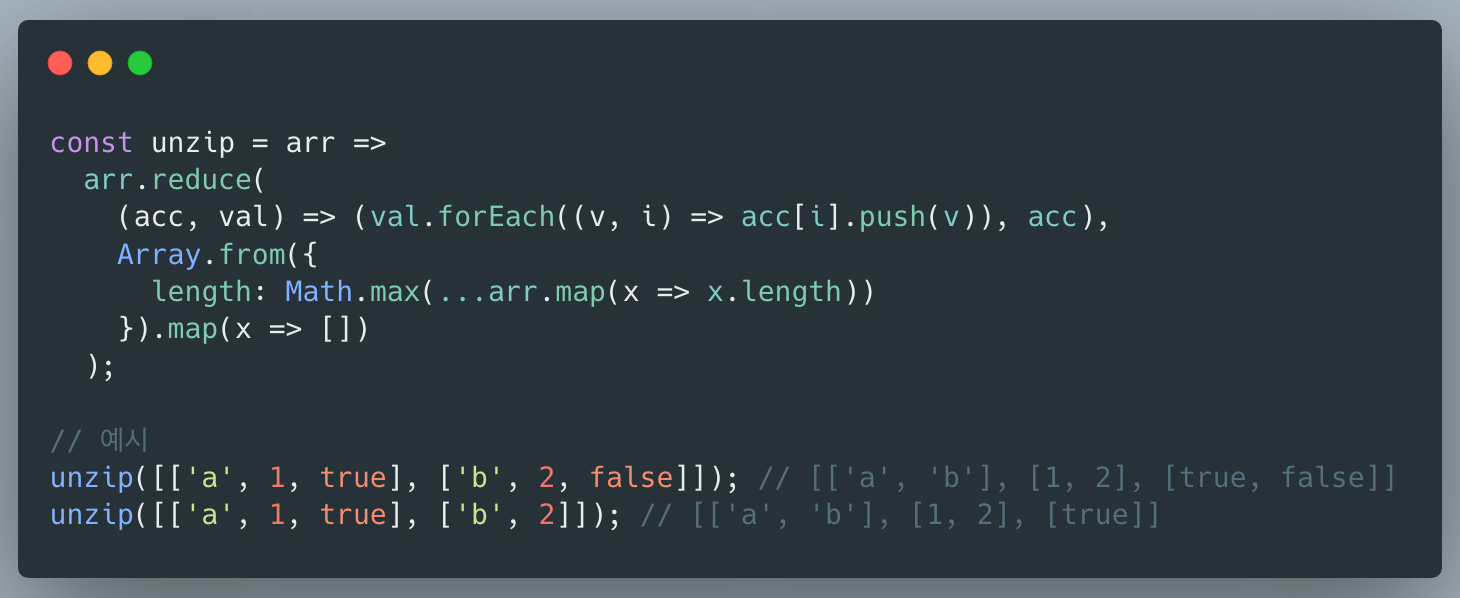 const unzip = arr =>
  arr.reduce(
    (acc, val) => (val.forEach((v, i) => acc[i].push(v)), acc),
    Array.from({
      length: Math.max(...arr.map(x => x.length))
    }).map(x => [])
  );

// 예시
unzip([['a', 1, true], ['b', 2, false]]); // [['a', 'b'], [1, 2], [true, false]]
unzip([['a', 1, true], ['b', 2]]); // [['a', 'b'], [1, 2], [true]]